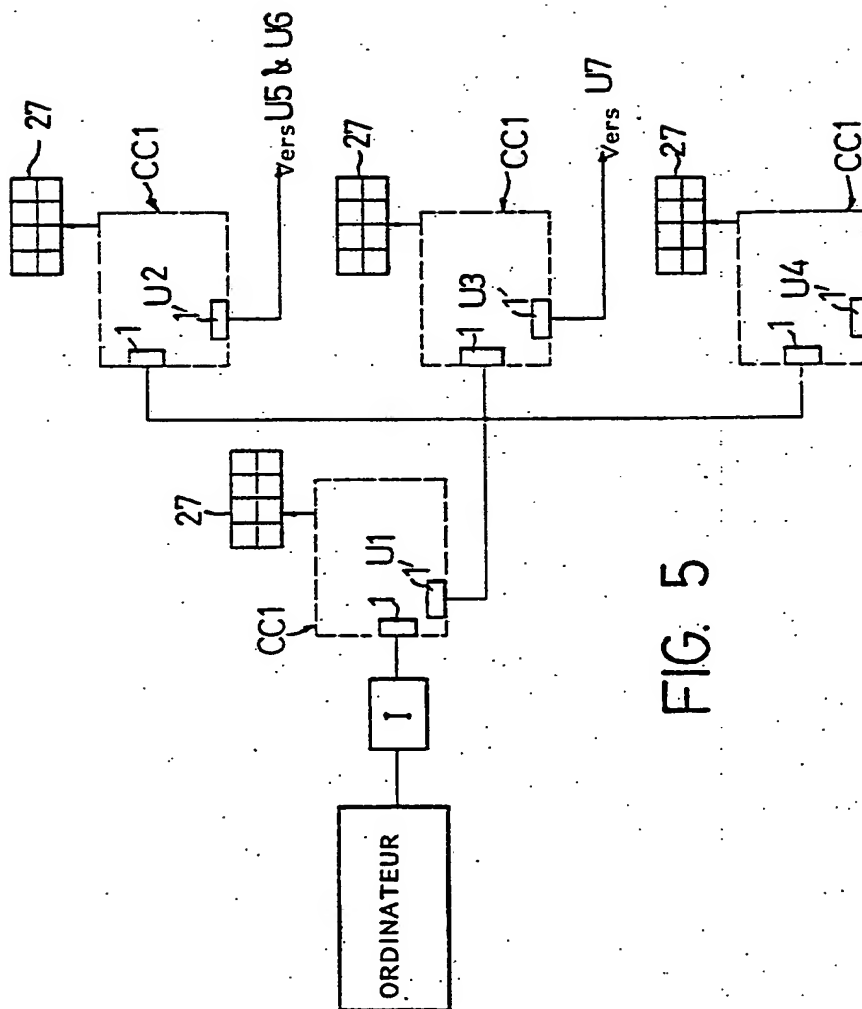 27
CC1
U2
1
1'
Vers U5 & U6
27
CC1
U3
1
1'
Vers U7
27
CC1
U4
1
1'
27
CC1
U1
1
1'
I
ORDINATEUR
FIG. 5